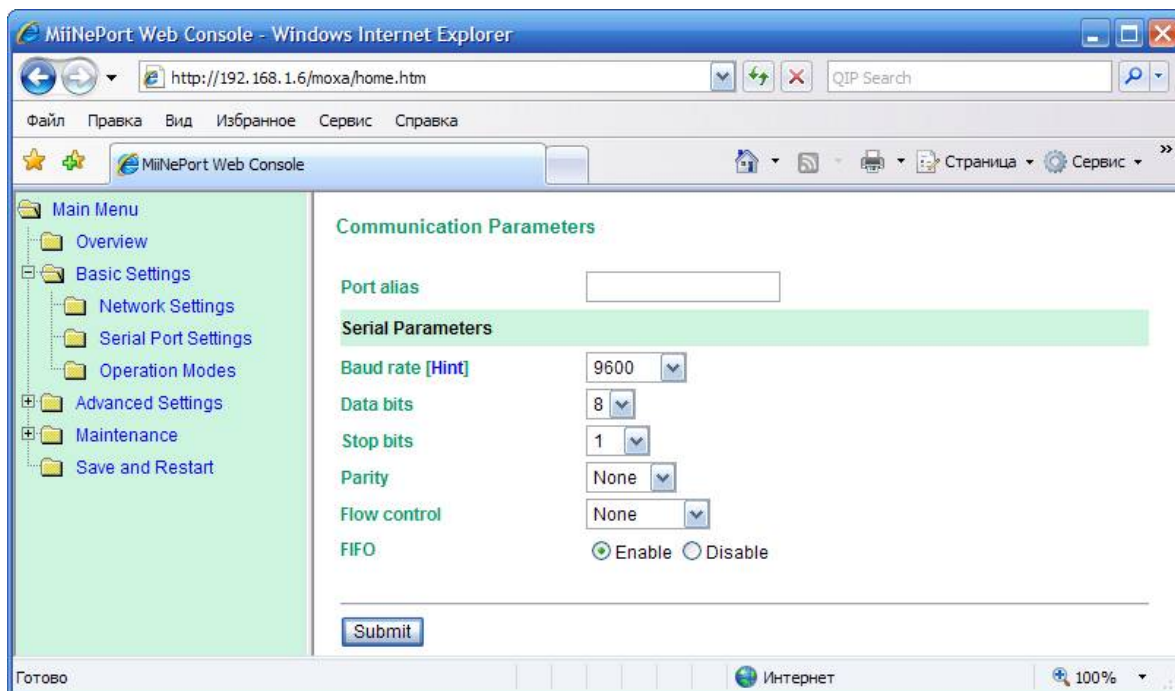 MiiNePort Web Console - Windows Internet Explorer
http://192.168.1.6/moxa/home.htm
QIP Search
Файл Правка Вид Избранное Сервис Справка
MiiNePort Web Console
Страница Сервис »
Main Menu
Overview
Basic Settings
Network Settings
Serial Port Settings
Operation Modes
Advanced Settings
Maintenance
Save and Restart
Communication Parameters
Port alias
Serial Parameters
Baud rate [Hint] 9600
Data bits 8
Stop bits 1
Parity None
Flow control None
FIFO Enable Disable
Submit
Готово Интернет 100%